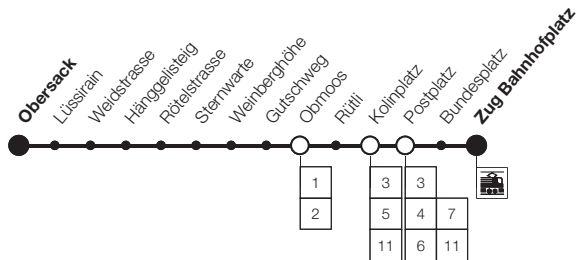 Obersack
Lüssirain
Weidstrasse
Hänggelisteig
Rötelstrasse
Sternwarte
Weinberghöhe
Gutschweg
Obmoos
Rüttli
Kolinplatz
Postplatz
Bundesplatz
Zug Bahnhofplatz
1 3 3
2 5 4 7
11 6 11